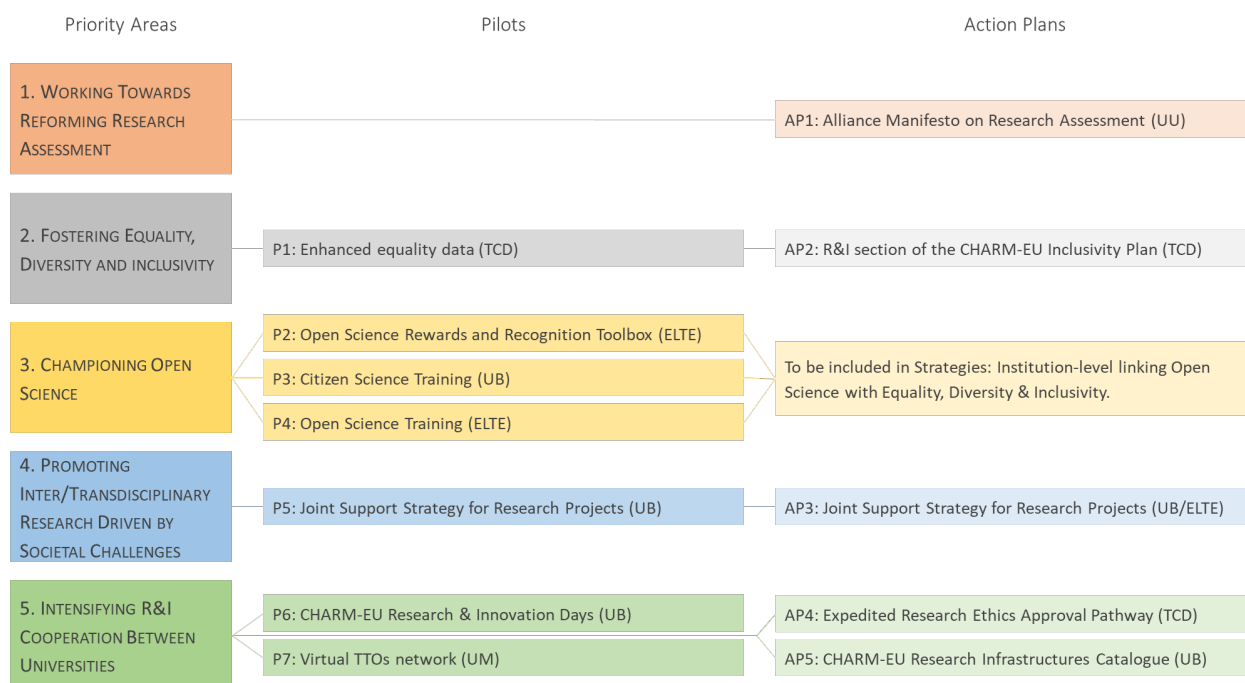 Priority Areas
Pilots
Action Plans
1. Working Towards
Reforming Research
Assessment
AP1: Alliance Manifesto on Research Assessment (UU)
2. Fostering Equality,
Diversity and inclusivity
P1: Enhanced equality data (TCD)
AP2: R&I section of the CHARM-EU Inclusivity Plan (TCD)
3. Championing Open
Science
P2: Open Science Rewards and Recognition Toolbox (ELTE)
P3: Citizen Science Training (UB)
P4: Open Science Training (ELTE)
To be included in Strategies: Institution-level linking Open
Science with Equality, Diversity & Inclusivity.
4. Promoting
Inter/Transdisciplinary
Research Driven by
Societal Challenges
P5: Joint Support Strategy for Research Projects (UB)
AP3: Joint Support Strategy for Research Projects (UB/ELTE)
5. Intensifying R&I
Cooperation Between
Universities
P6: CHARM-EU Research & Innovation Days (UB)
P7: Virtual TTOs network (UM)
AP4: Expedited Research Ethics Approval Pathway (TCD)
AP5: CHARM-EU Research Infrastructures Catalogue (UB)